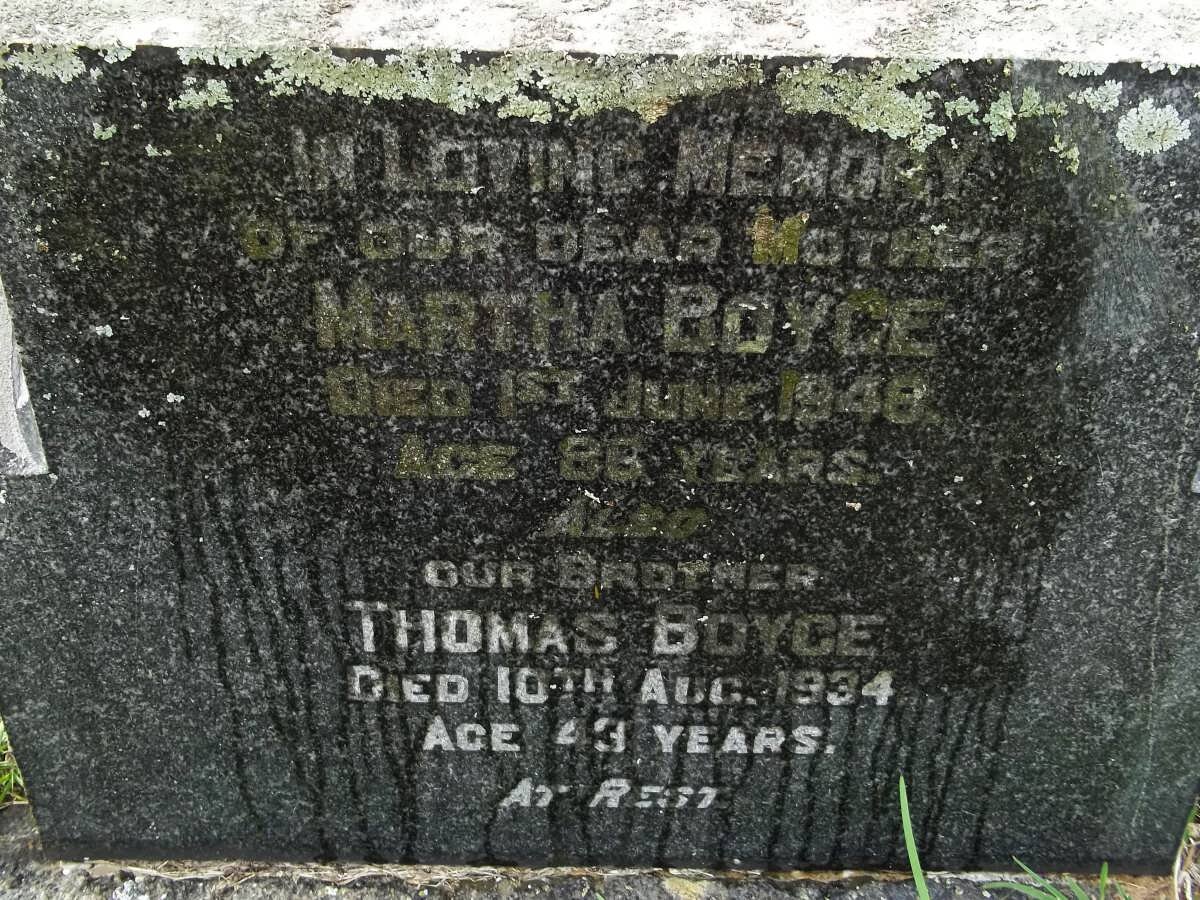 IN LOVING MEMORY
OF OUR DEAR MOTHER
MARTHA BOYCE
DIED 1ST JUNE 1948.
AGE YEARS.
ALSO
OUR BROTHER
THOMAS BOYCE
DIED 10TH AUG. 1934
AGE 43 YEARS.
AT REST